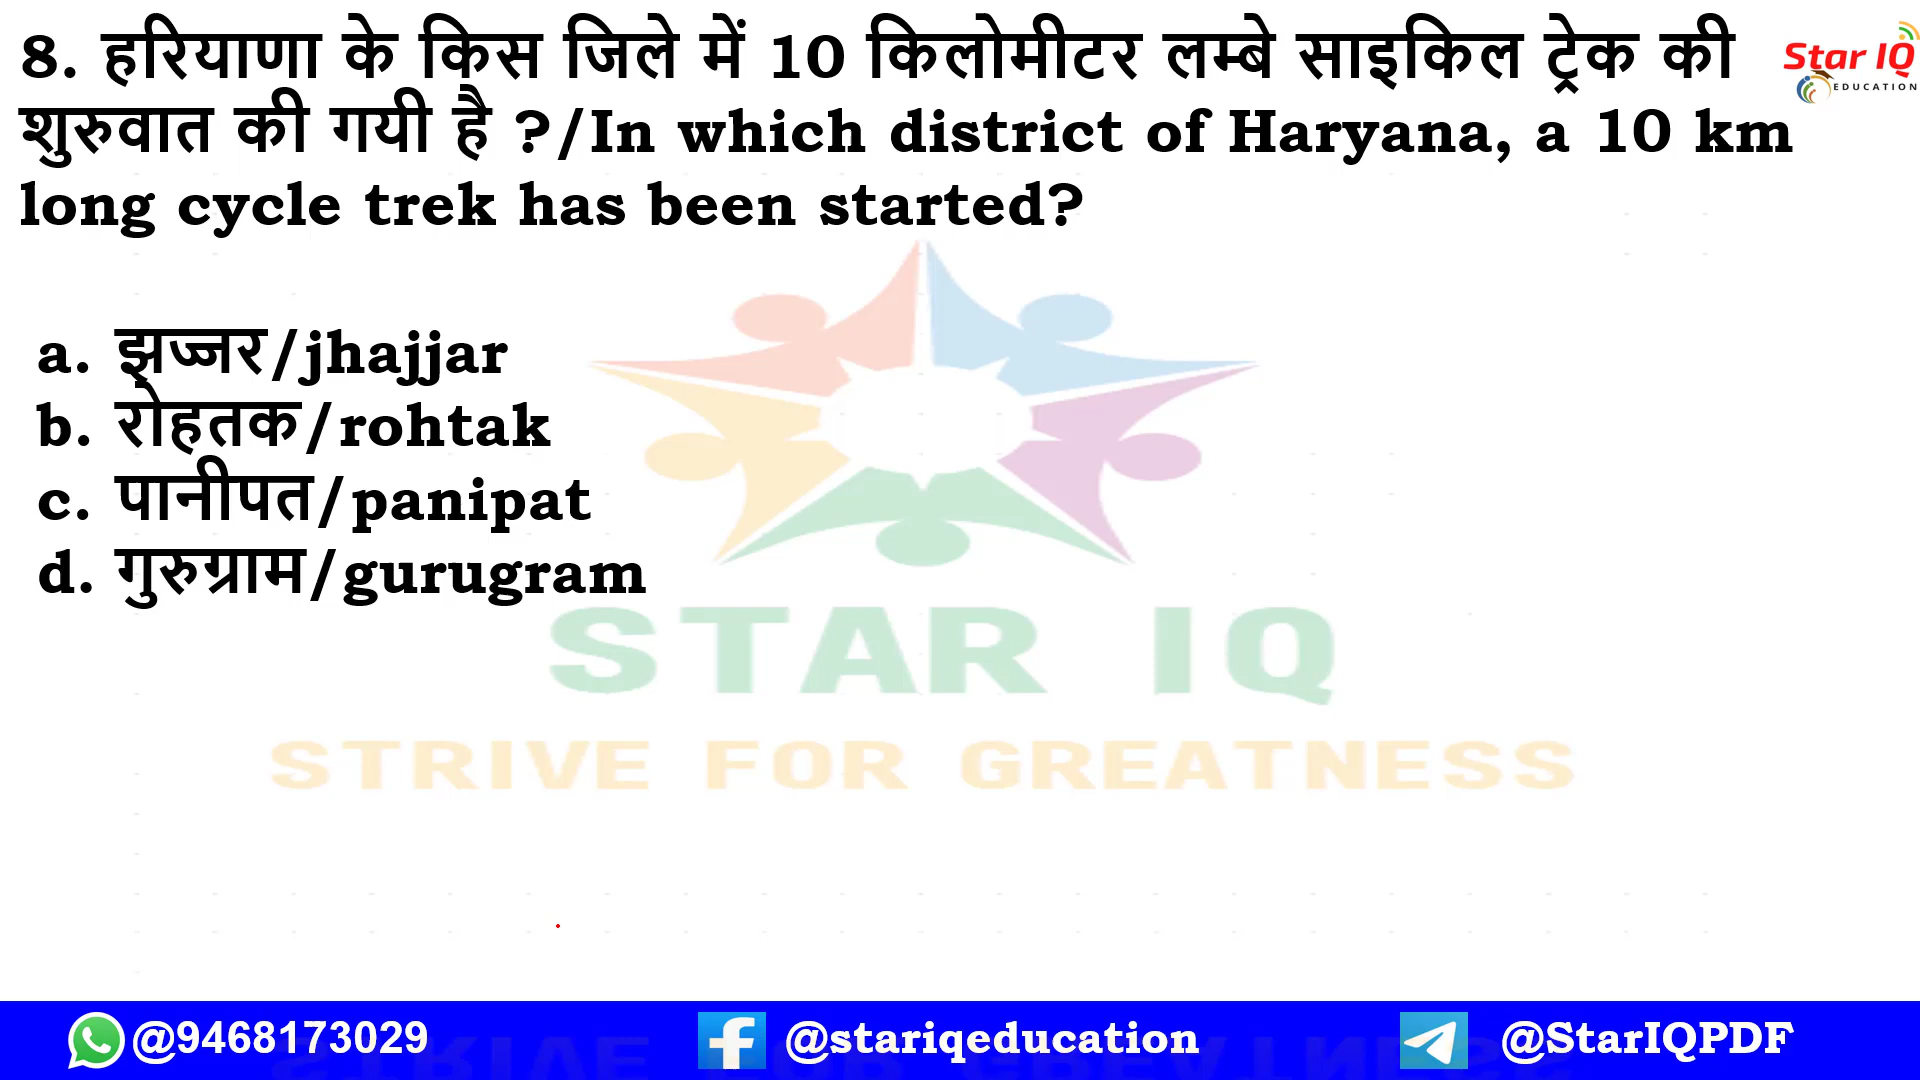 8. हरियाणा के किस जिले में 10 किलोमीटर लम्बे साइकिल ट्रेक की
शुरुवात की गयी है ?/In which district of Haryana, a 10 km
long cycle trek has been started?
Star IQ
EDUCATION
a. झज्जर/jhajjar
b. रोहतक/rohtak
c. पानीपत/panipat
d. गुरुग्राम/gurugram
STAR IQ
STRIVE FOR GREATNESS
@9468173029
@stariqeducation
@StarIQPDF